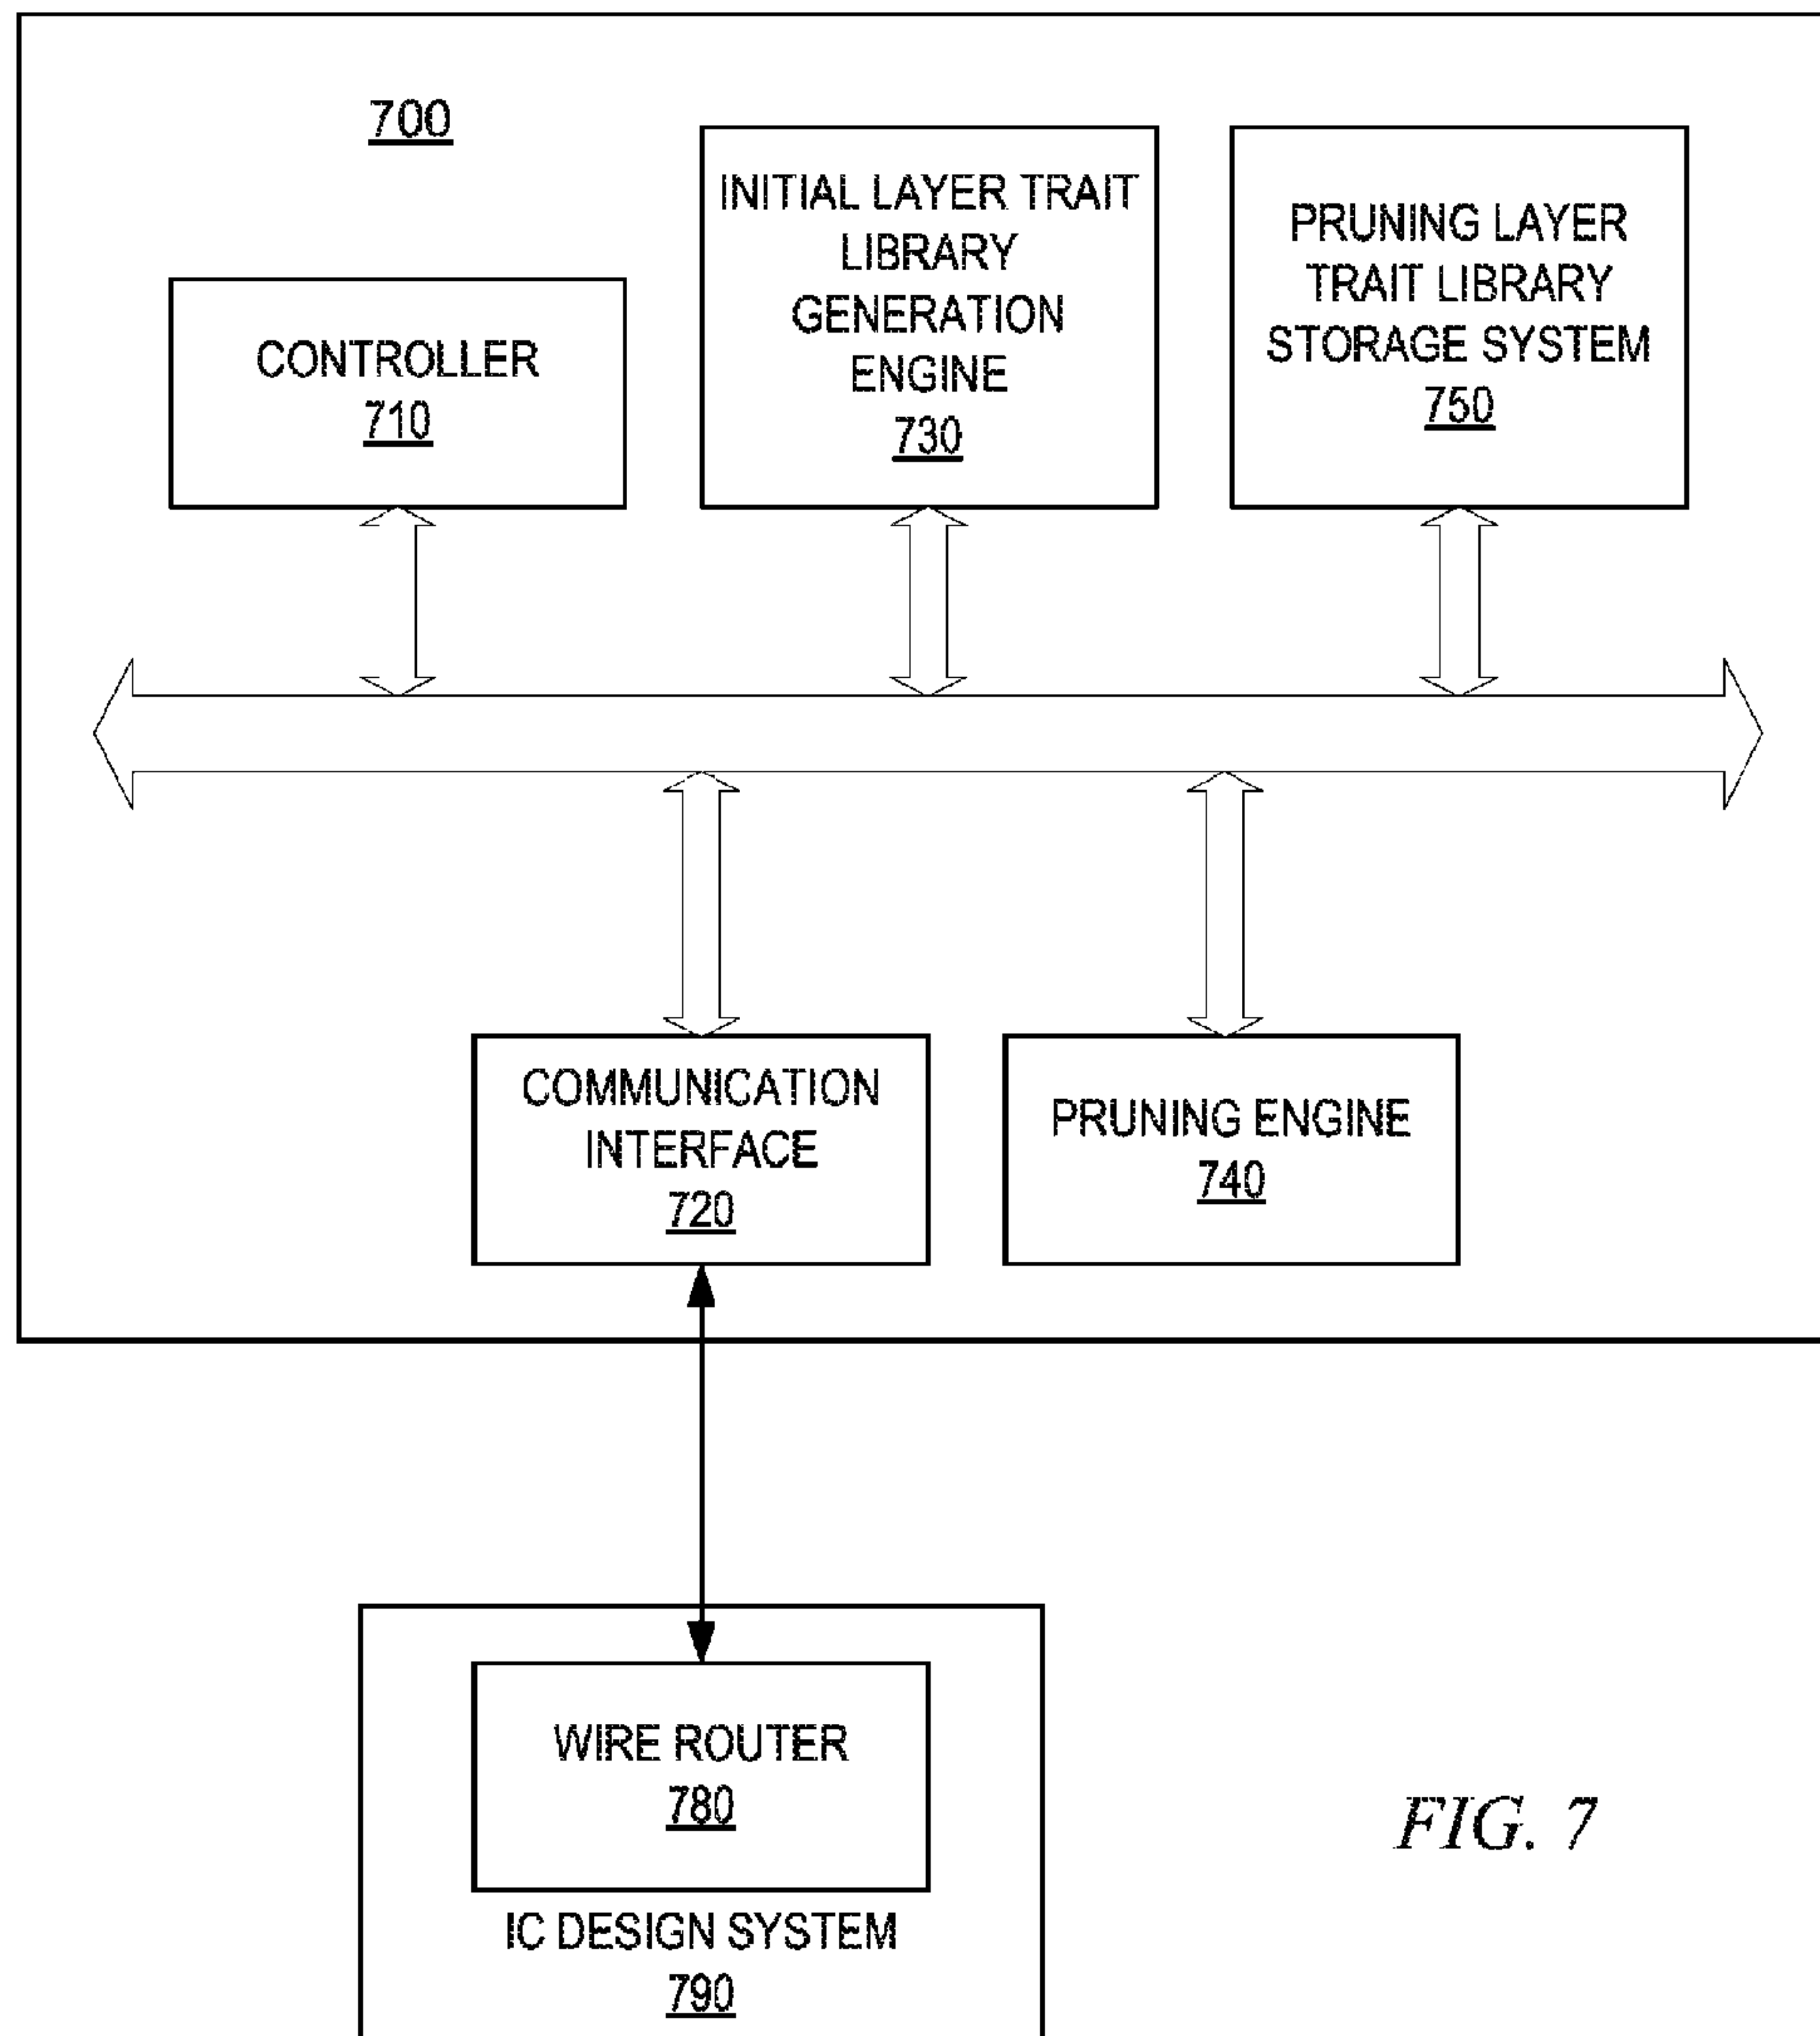 700
INITIAL LAYER TRAIT
LIBRARY
GENERATION
ENGINE
730
PRUNING LAYER
TRAIT LIBRARY
STORAGE SYSTEM
750
CONTROLLER
710
COMMUNICATION
INTERFACE
720
PRUNING ENGINE
740
WIRE ROUTER
780
IC DESIGN SYSTEM
790
FIG. 7